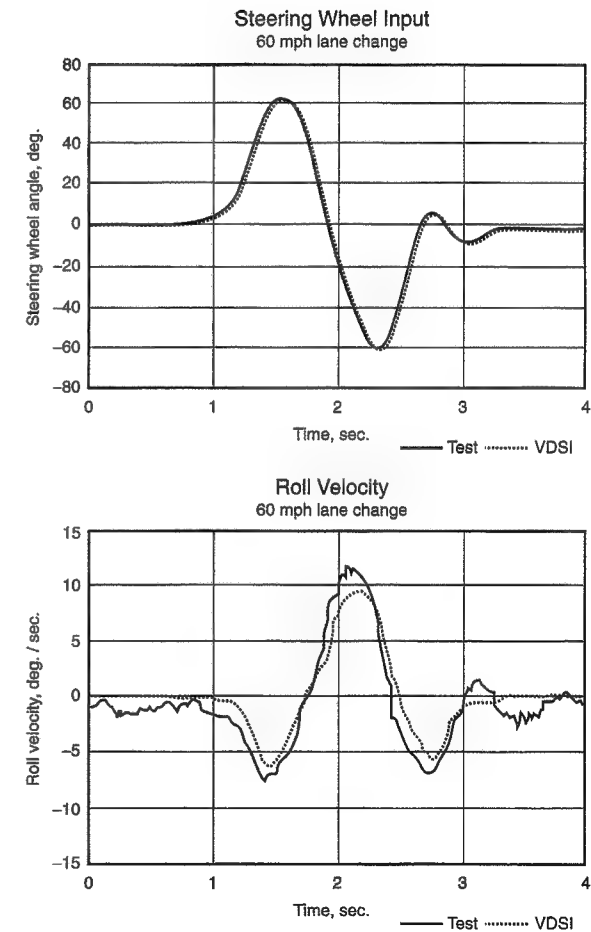 Steering Wheel Input
60 mph lane change
Steering wheel angle, deg.
80
60
40
20
0
−20
−40
−60
−80
0 1 2 3 4
Time, sec.
Test VDSI
Roll Velocity
60 mph lane change
Roll velocity, deg. / sec.
15
10
5
0
−5
−10
−15
0 1 2 3 4
Time, sec.
Test VDSI